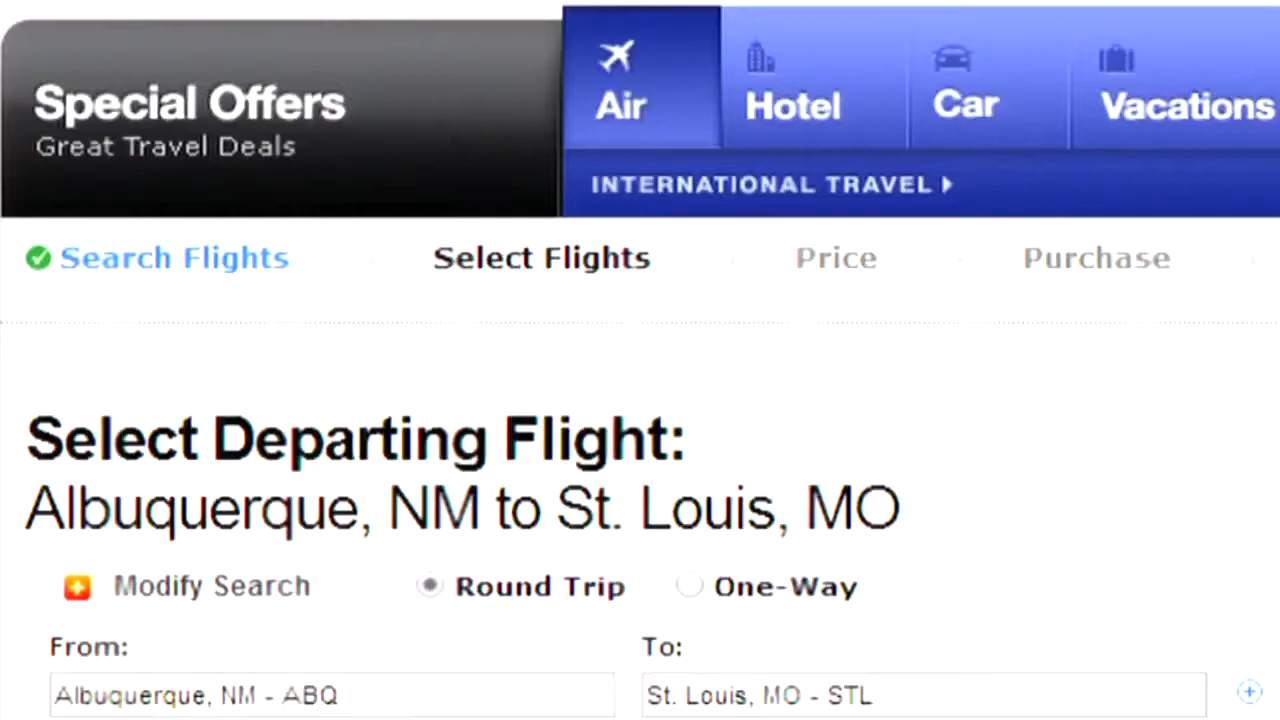 Special Offers
Great Travel Deals
Air
Hotel
Car
Vacations
INTERNATIONAL TRAVEL
Search Flights
Select Flights
Price
Purchase
Select Departing Flight:
Albuquerque, NM to St. Louis, MO
Modify Search
Round Trip
One-Way
From:
To:
Albuquerque, NM - ABQ
St. Louis, MO - STL